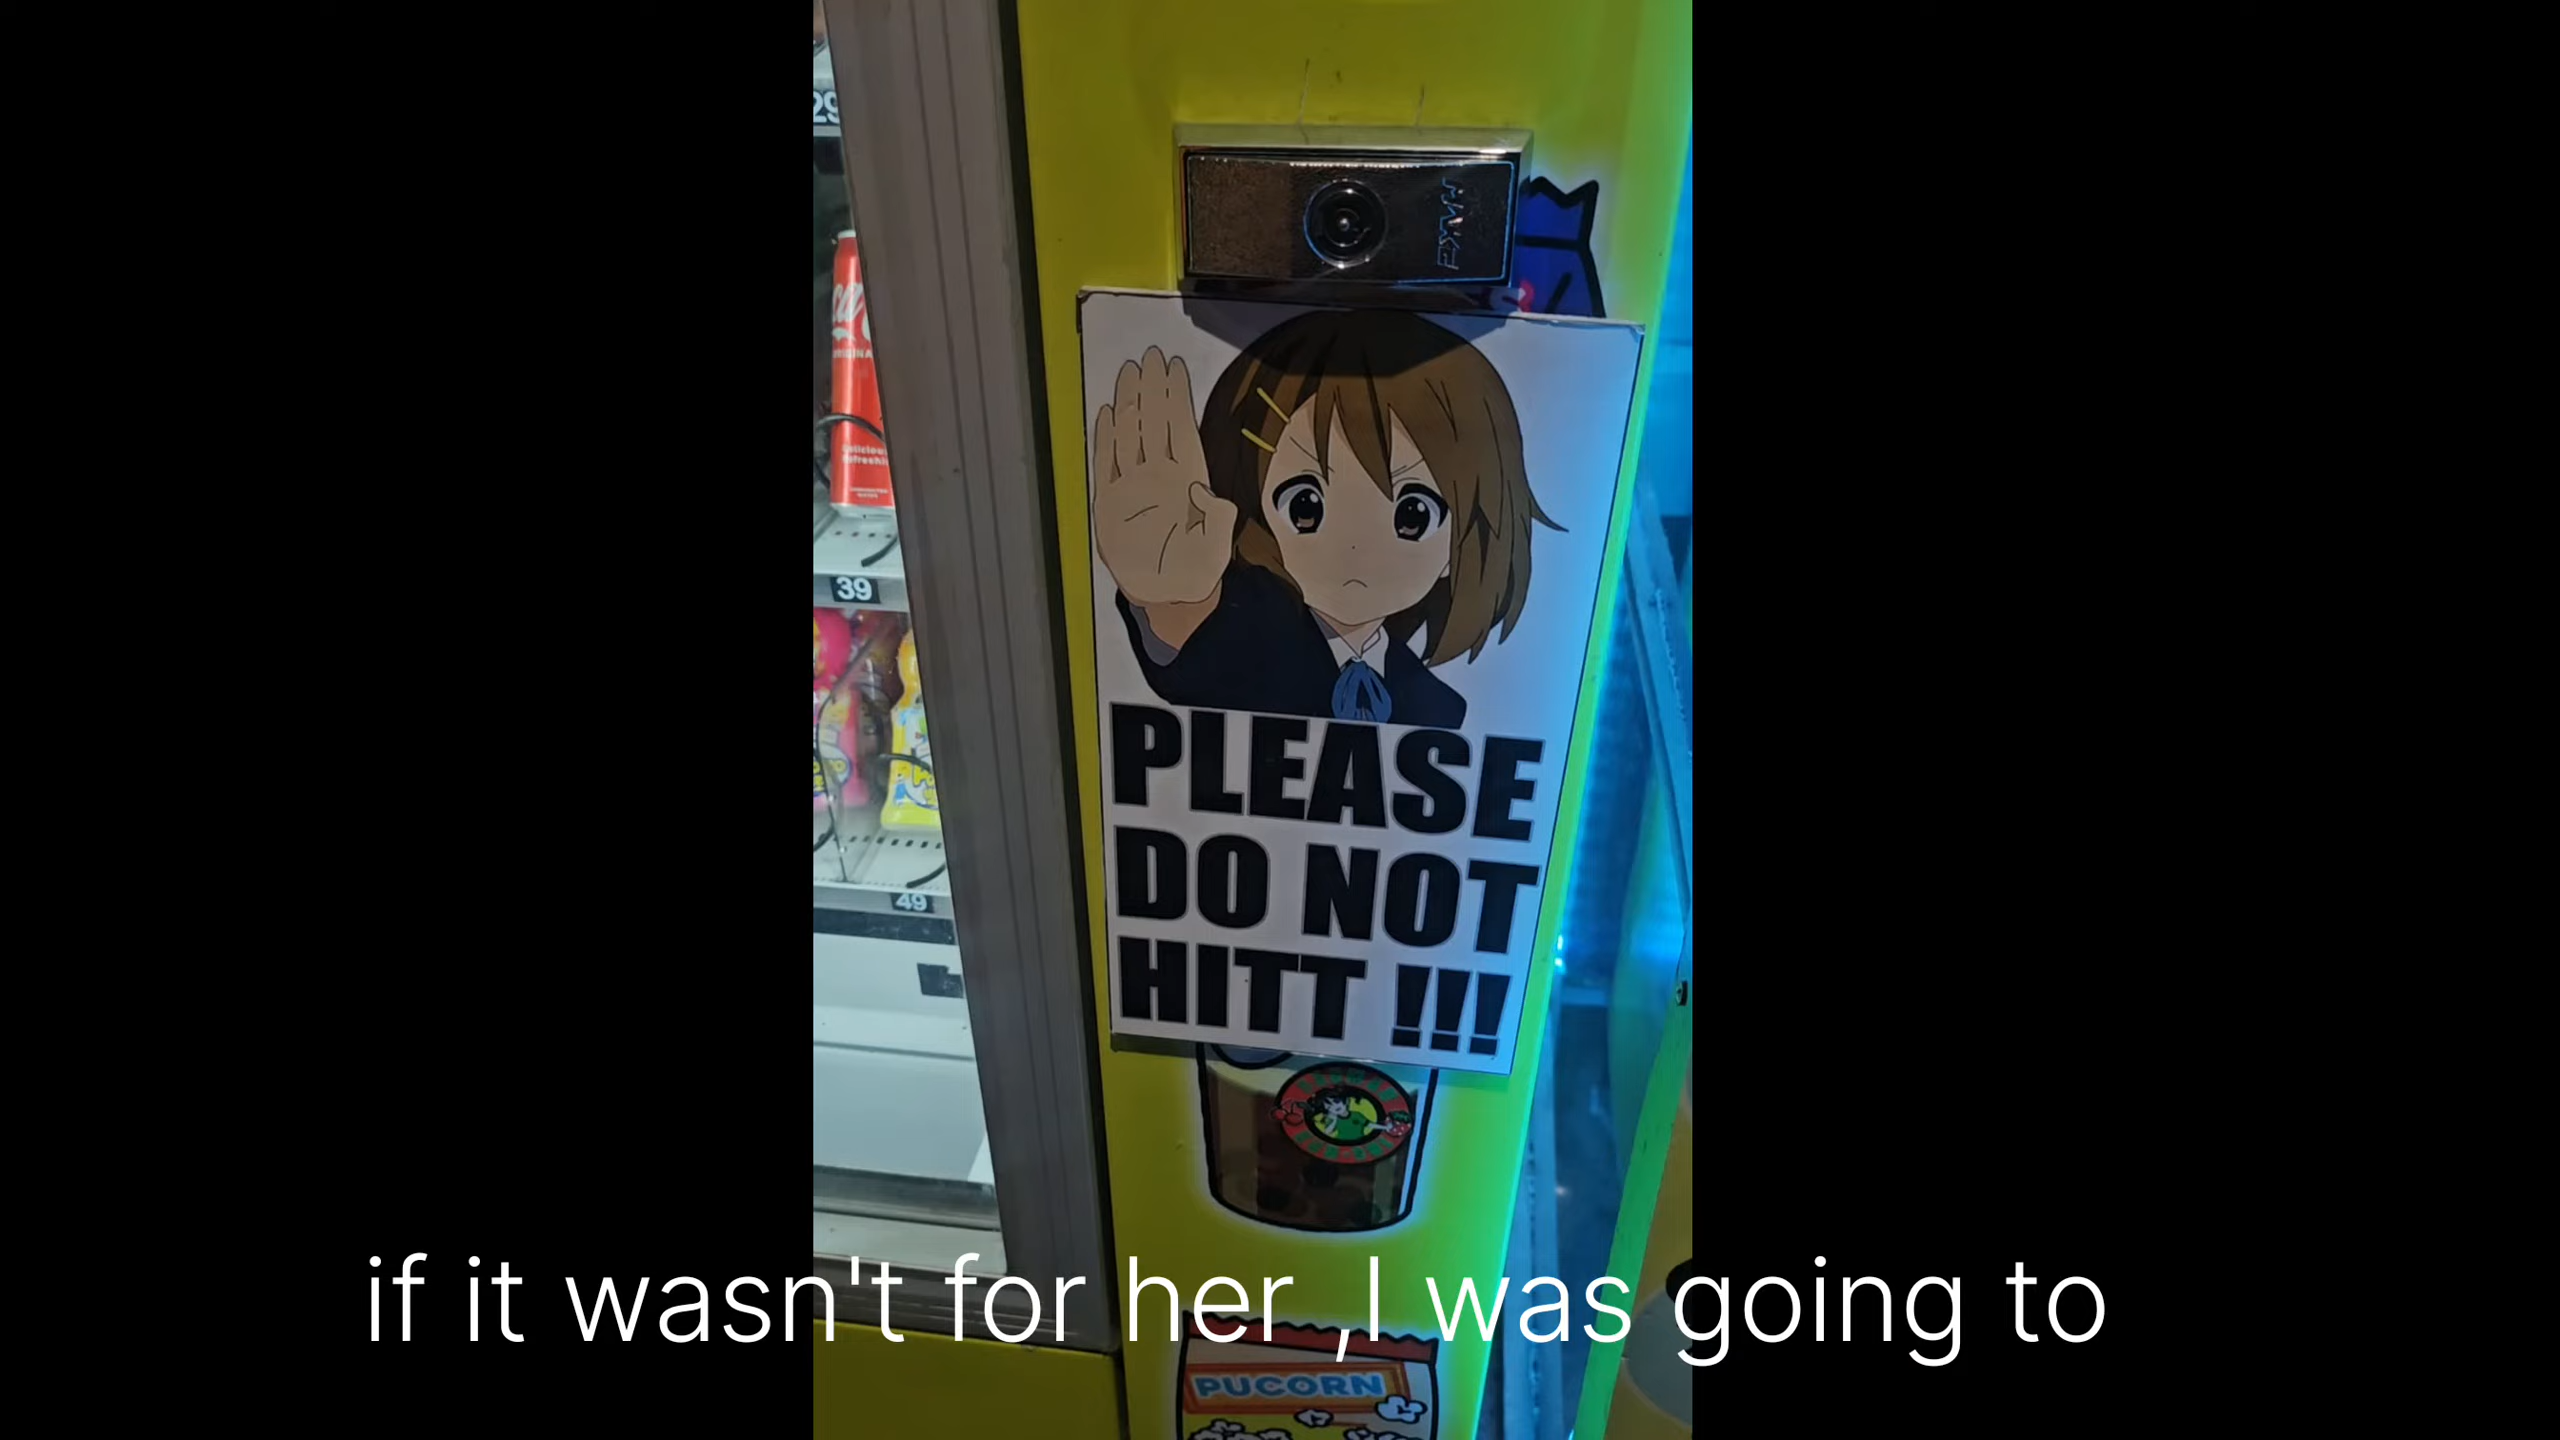 29
39
49
PLEASE
DO NOT
HITT !!!
PUCORN
if it wasn't for her ,I was going to